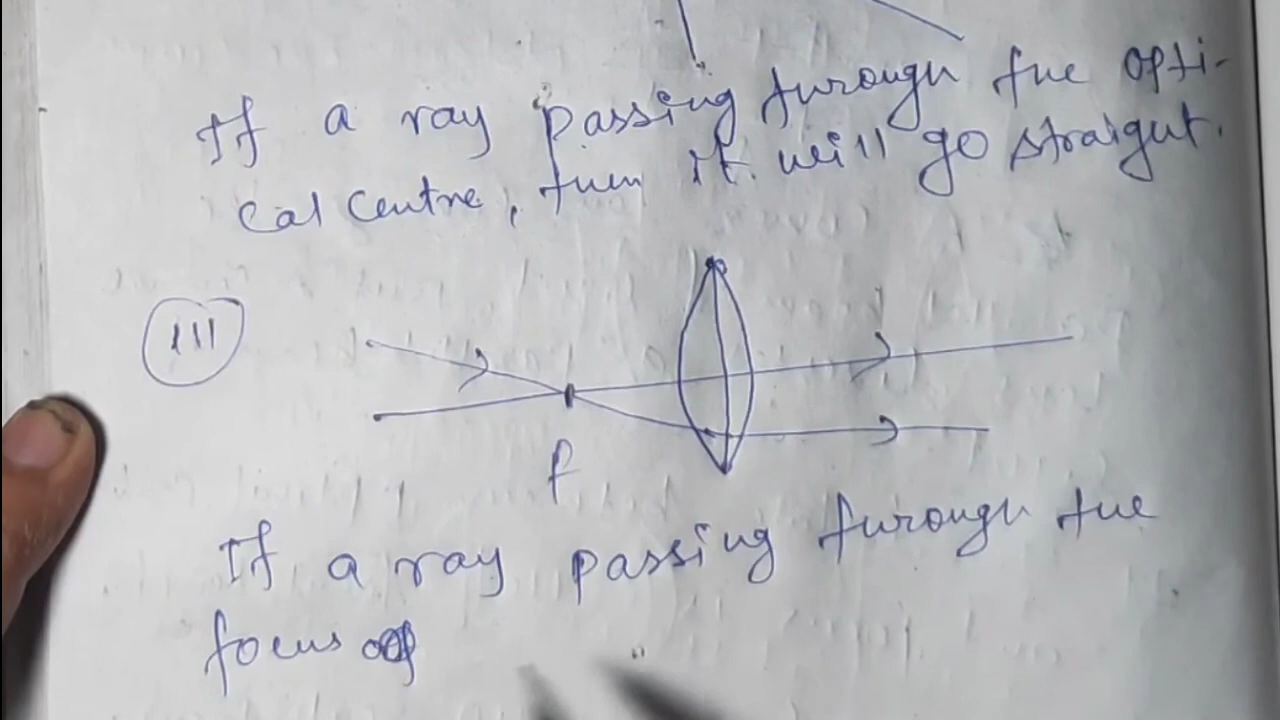 If a ray passing through the opti-
cal centre, then it will go straight.
III
f
If a ray passing through the
focus of